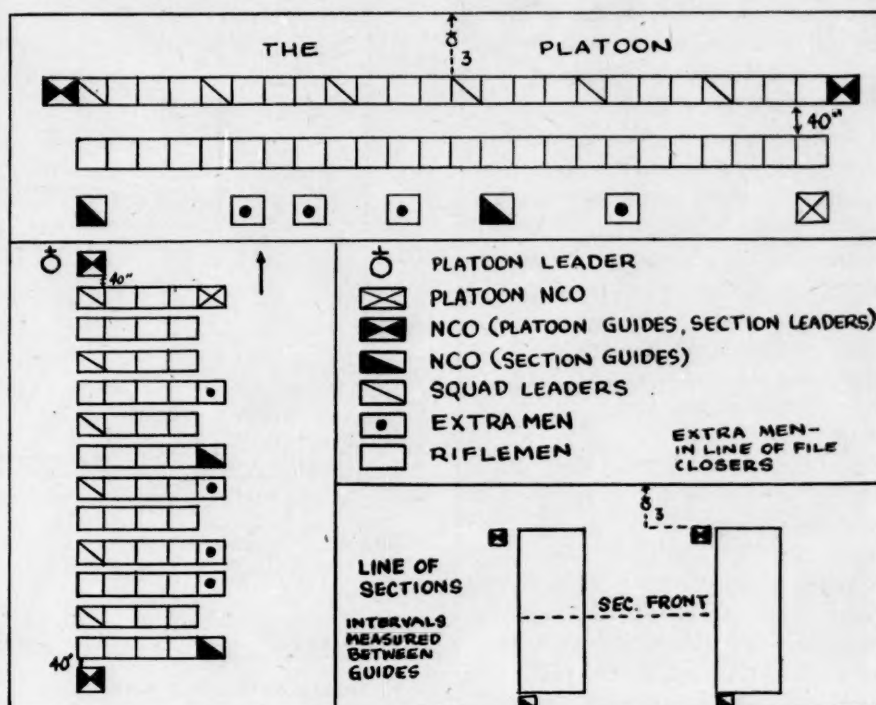 THE PLATOON
3
40"
40"
PLATOON LEADER
PLATOON NCO
NCO (PLATOON GUIDES, SECTION LEADERS)
NCO (SECTION GUIDES)
SQUAD LEADERS
EXTRA MEN
RIFLEMEN
EXTRA MEN—
IN LINE OF FILE
CLOSERS
40"
3
LINE OF
SECTIONS
SEC. FRONT
INTERVALS
MEASURED
BETWEEN
GUIDES